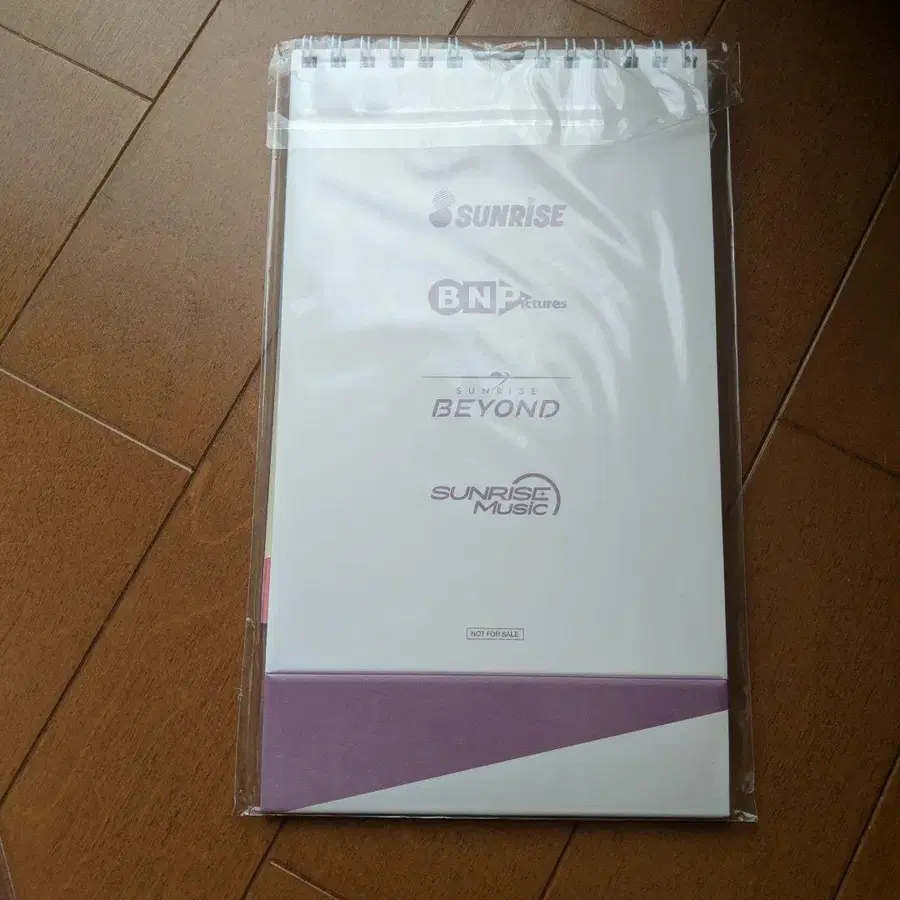 SUNRiSE
BNPictures
SUNRISE
BEYOND
SUNRISE
Music
NOT FOR SALE